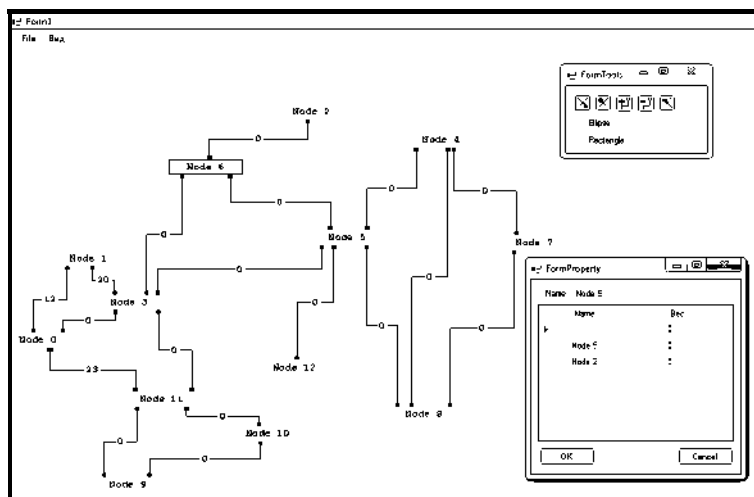 Form1
File Вид
FormTools
Elipse
Rectangle
Node 2
Node 4
0
Node 6
0
0
0
0
Node 5
Node 7
0
Node 1
0
FormProperty
20
Node 3
12
Name
0
0
0
0
0
Name Вес
Node 0
Node 5
Node 2
23
Node 12
Node 11
0
Node 8
0
Node 10
0
OK Cancel
Node 9